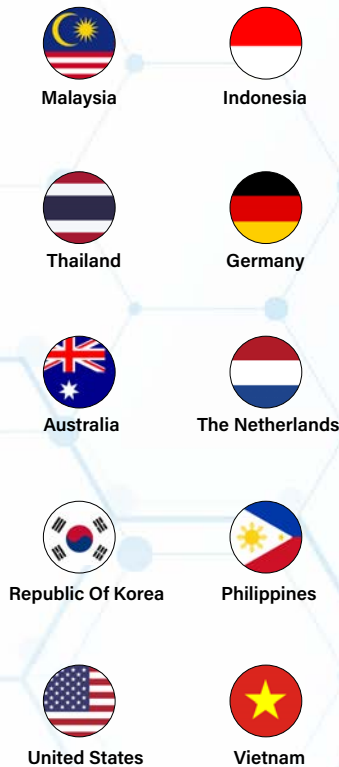 Malaysia
Indonesia
Thailand
Germany
Australia
The Netherlands
Republic Of Korea
Philippines
United States
Vietnam